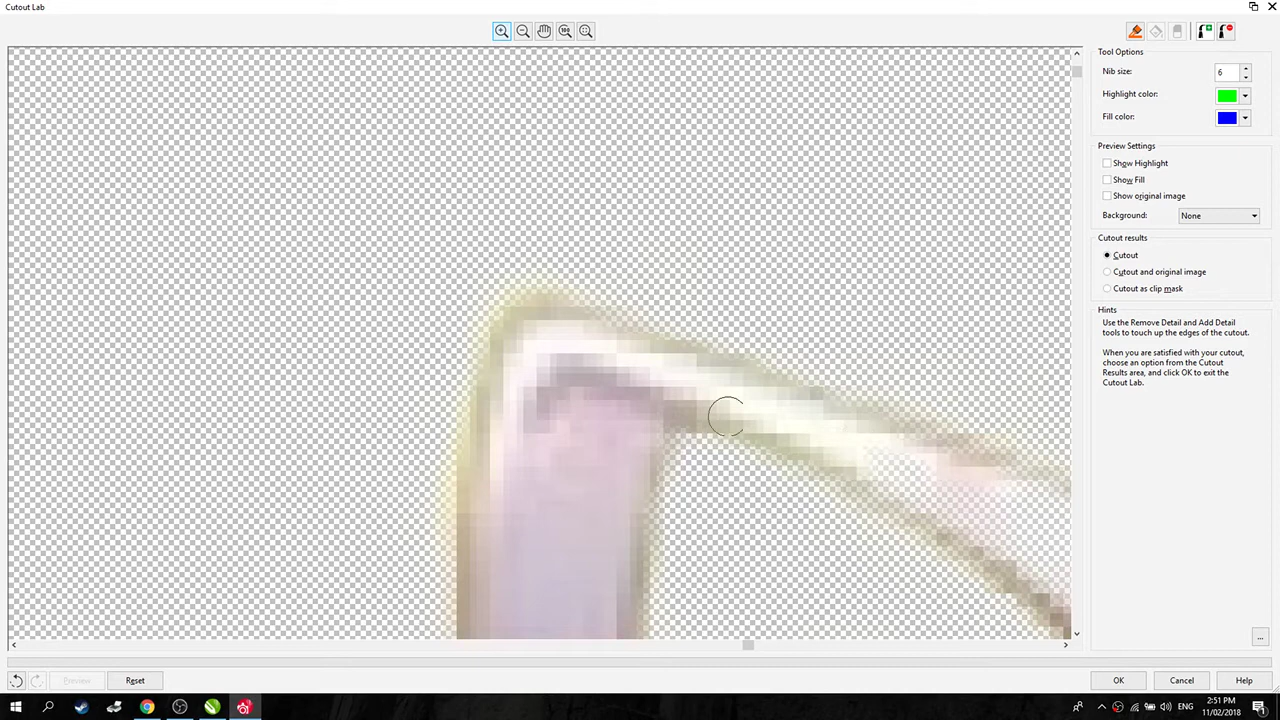 Cutout Lab
100
Tool Options
Nib size:
6
Highlight color:
Fill color:
Preview Settings
Show Highlight
Show Fill
Show original image
Background:
None
Cutout results
Cutout
Cutout and original image
Cutout as clip mask
Hints
Use the Remove Detail and Add Detail
tools to touch up the edges of the cutout.
When you are satisfied with your cutout,
choose an option from the Cutout
Results area, and click OK to exit the
Cutout Lab.
...
Preview
Reset
OK
Cancel
Help
ENG
2:51 PM
11/02/2018